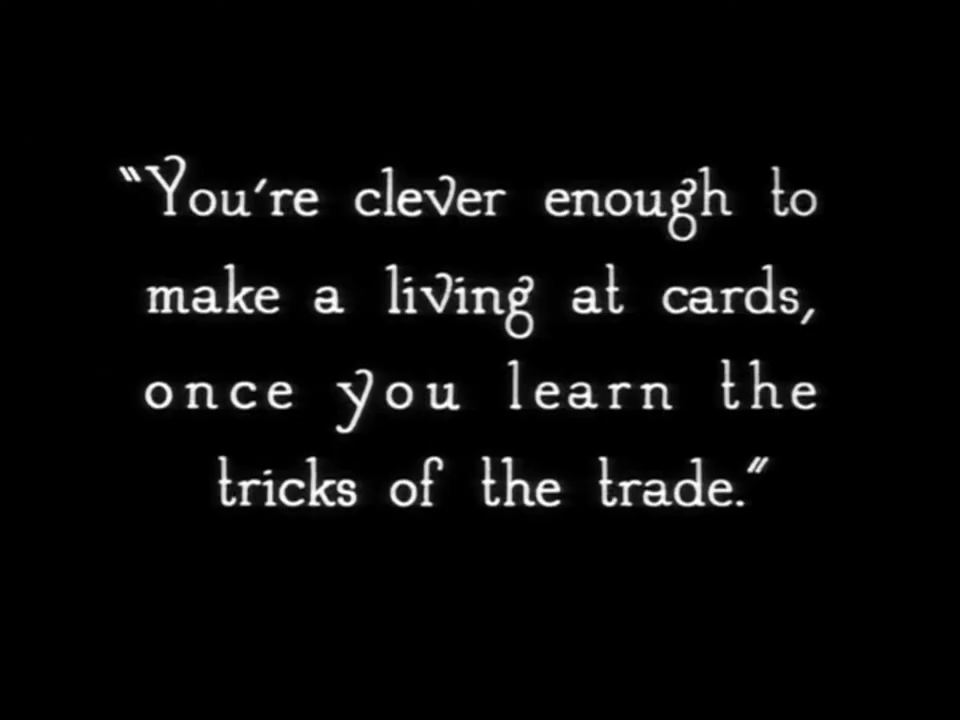 “You're clever enough to
make a living at cards,
once you learn the
tricks of the trade.”